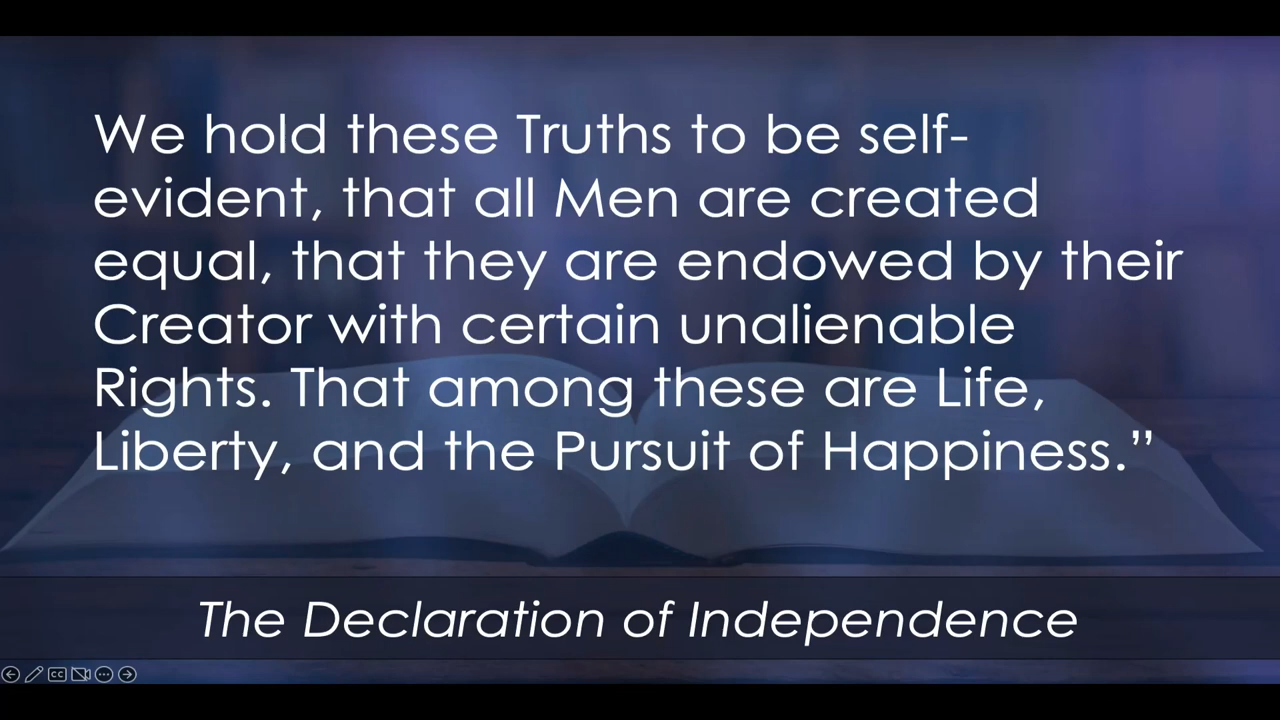 We hold these Truths to be self-
evident, that all Men are created
equal, that they are endowed by their
Creator with certain unalienable
Rights. That among these are Life,
Liberty, and the Pursuit of Happiness.”
The Declaration of Independence
CC